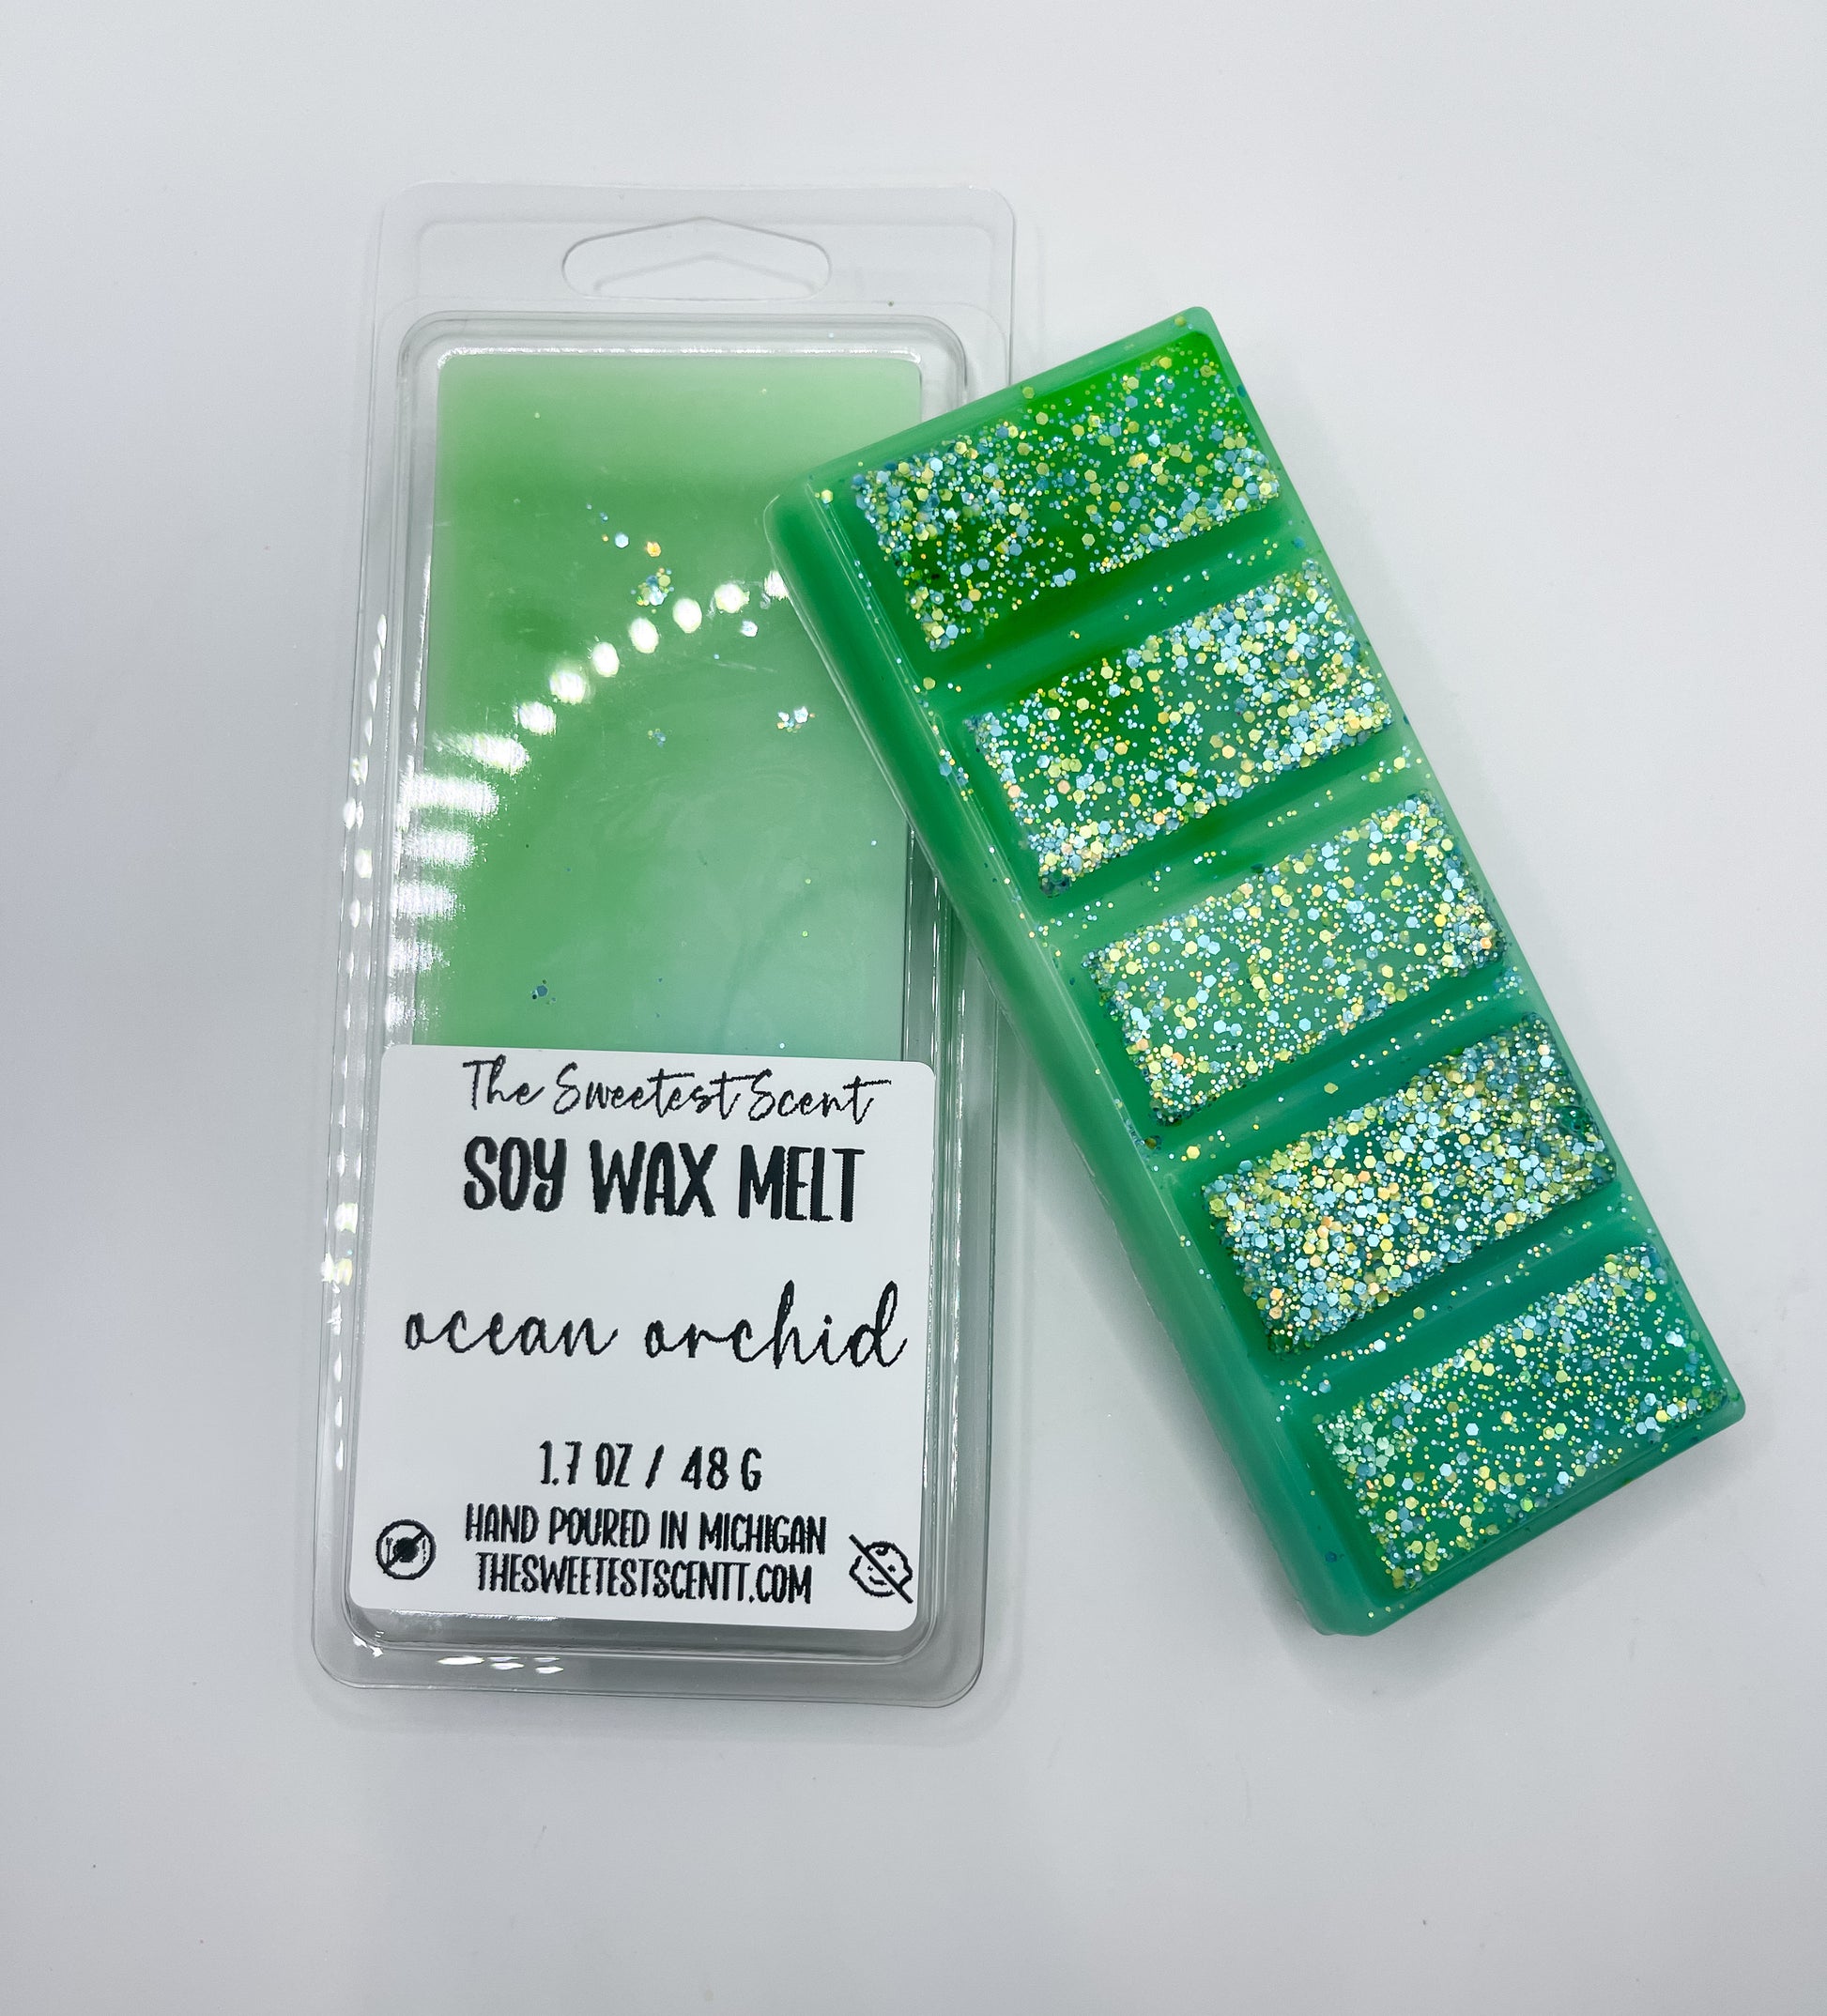 The Sweetest Scent
SOY WAX MELT
ocean orchid
1.7 OZ / 48 G
HAND POURED IN MICHIGAN
THESWEETESTSCENTT.COM